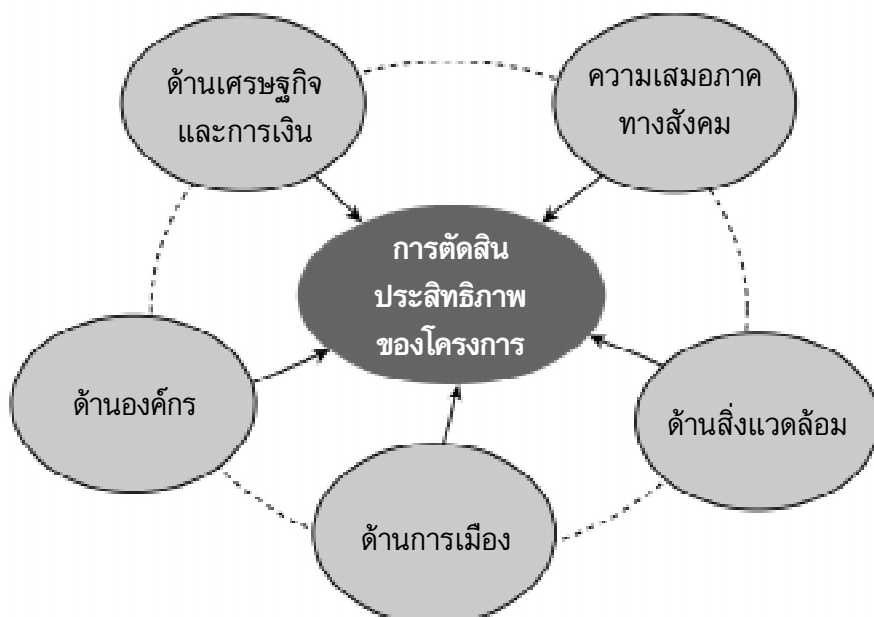 ด้านเศรษฐกิจ
และการเงิน
ความเสมอภาค
ทางสังคม
การตัดสิน
ประสิทธิภาพ
ของโครงการ
ด้านองค์กร
ด้านสิ่งแวดล้อม
ด้านการเมือง